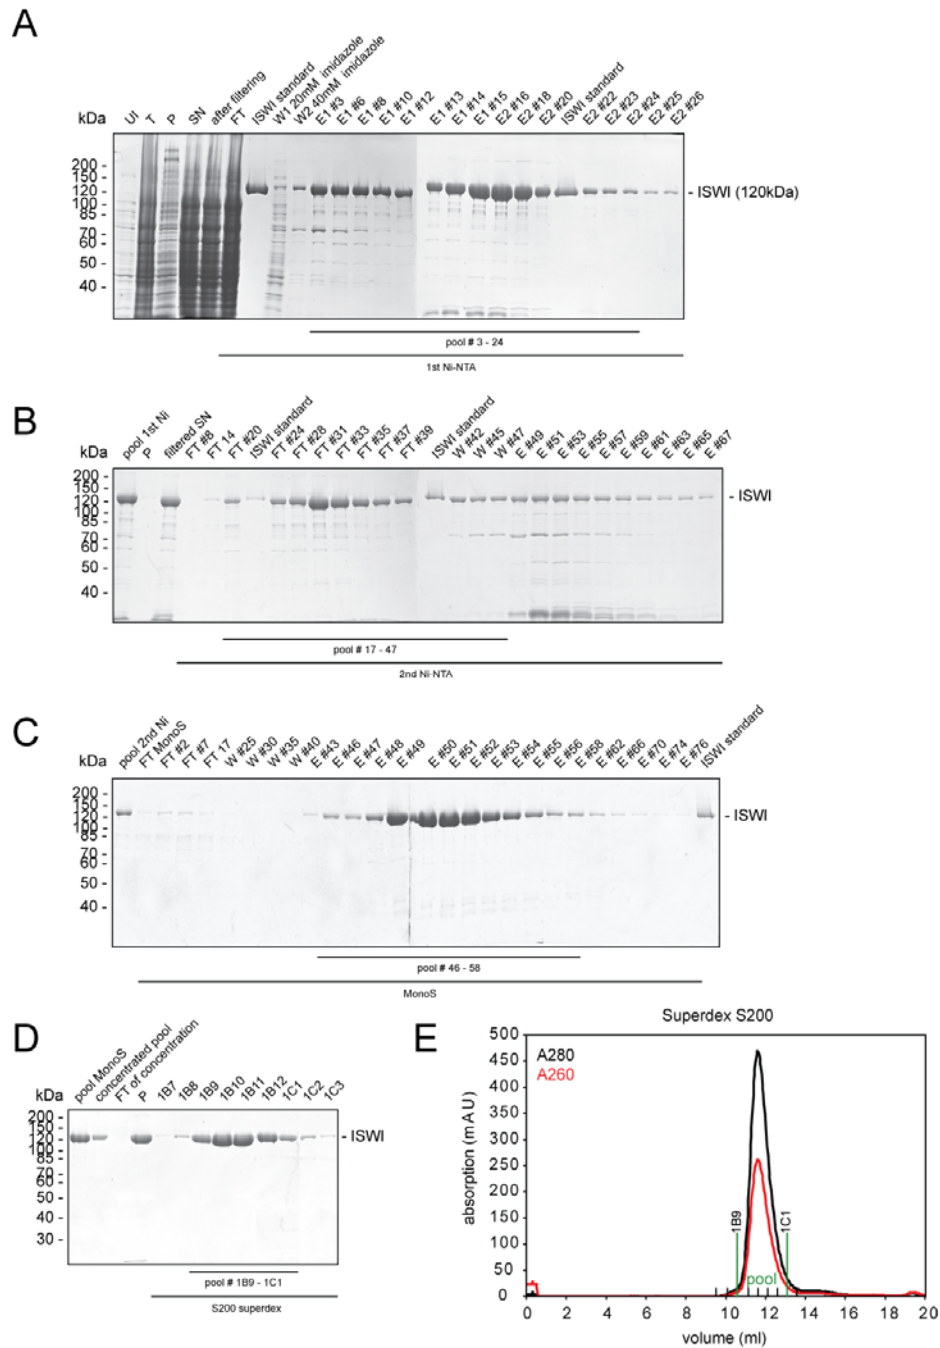 A
kDa
UI
T
P
SN
after filtering
FT
ISWI standard
W1 20mM imidazole
W2 40mM imidazole
E1 #3
E1 #6
E1 #8
E1 #10
E1 #12
E1 #13
E1 #14
E1 #15
E2 #16
E2 #18
E2 #20
ISWI standard
E2 #22
E2 #23
E2 #24
E2 #25
E2 #26
200 -
150 -
120 -
100 -
85 -
70 -
60 -
50 -
40 -
- ISWI (120kDa)
pool # 3 - 24
1st Ni-NTA
B
kDa
pool 1st Ni
P
filtered SN
FT #8
FT 14
FT #20
ISWI standard
FT #24
FT #28
FT #31
FT #33
FT #35
FT #37
FT #39
ISWI standard
W #42
W #45
W #47
E #49
E #51
E #53
E #55
E #57
E #59
E #61
E #63
E #65
E #67
200 -
150 -
120 -
100 -
85 -
70 -
60 -
50 -
40 -
- ISWI
pool # 17 - 47
2nd Ni-NTA
C
kDa
pool 2nd Ni
FT MonoS
FT #2
FT #7
FT 17
W #25
W #30
W #35
W #40
E #43
E #46
E #47
E #48
E #49
E #50
E #51
E #52
E #53
E #54
E #55
E #56
E #58
E #62
E #66
E #70
E #74
E #76
ISWI standard
200 -
150 -
120 -
100 -
85 -
70 -
60 -
50 -
40 -
- ISWI
pool # 46 - 58
MonoS
D
kDa
pool MonoS
concentrated pool
FT of concentration
P
1B7
1B8
1B9
1B10
1B11
1B12
1C1
1C2
1C3
200 -
150 -
120 -
100 -
85 -
70 -
60 -
50 -
40 -
30 -
- ISWI
pool # 1B9 - 1C1
S200 superdex
E
Superdex S200
A280
A260
absorption (mAU)
500
450
400
350
300
250
200
150
100
50
0
1B9
pool
1C1
0 2 4 6 8 10 12 14 16 18 20
volume (ml)